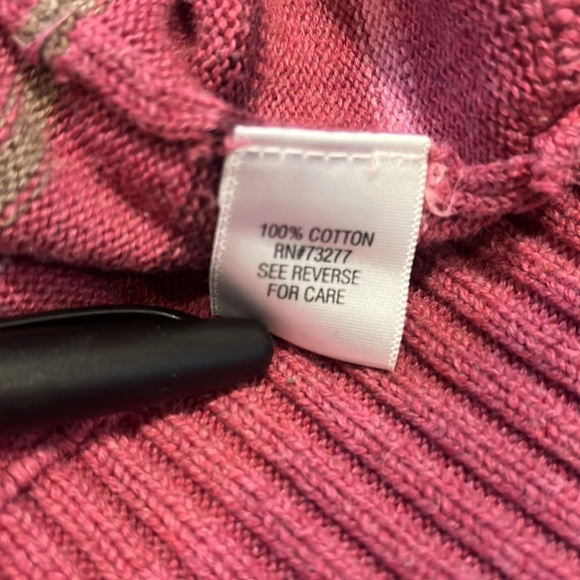 100% COTTON
RN#73277
SEE REVERSE
FOR CARE